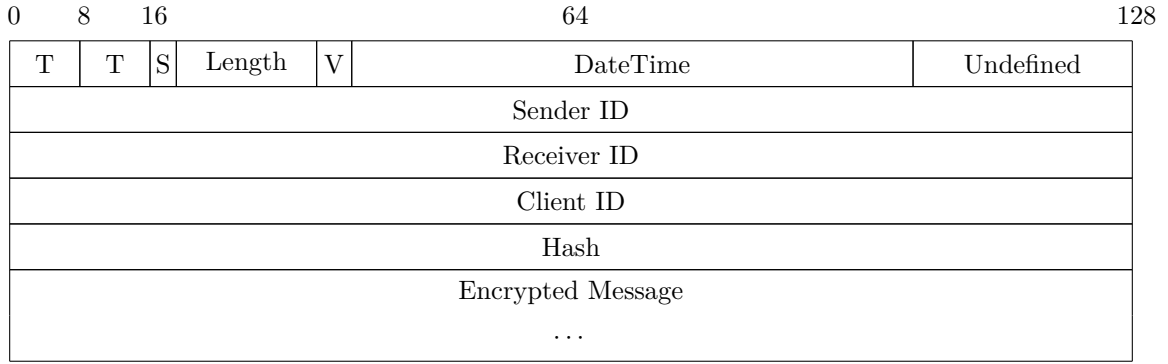 0 8 16 64 128
T T S Length V DateTime Undefined
Sender ID
Receiver ID
Client ID
Hash
Encrypted Message
. . .